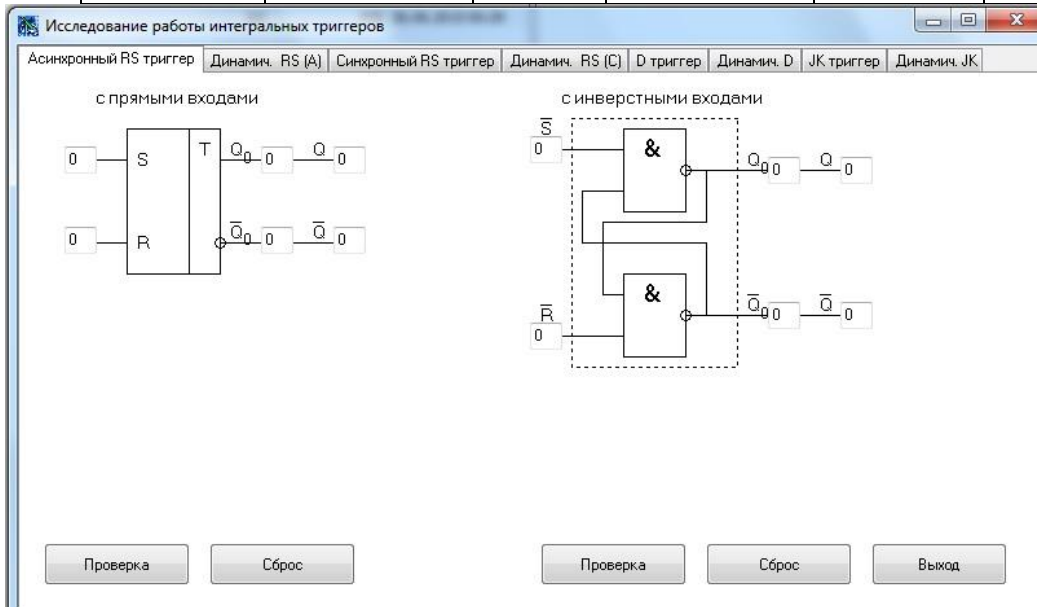 Исследование работы интегральных триггеров
Асинхронный RS триггер Динамич. RS (A) Синхронный RS триггер Динамич. RS (C) D триггер Динамич. D JK триггер Динамич. JK
с прямыми входами
с инверстными входами
0 S T Q0 0 Q 0
0 R Q̅0 0 Q̅ 0
S̅
0 & Q0 0 Q 0
& Q̅0 0 Q̅ 0
R̅
0
Проверка Сброс Проверка Сброс Выход